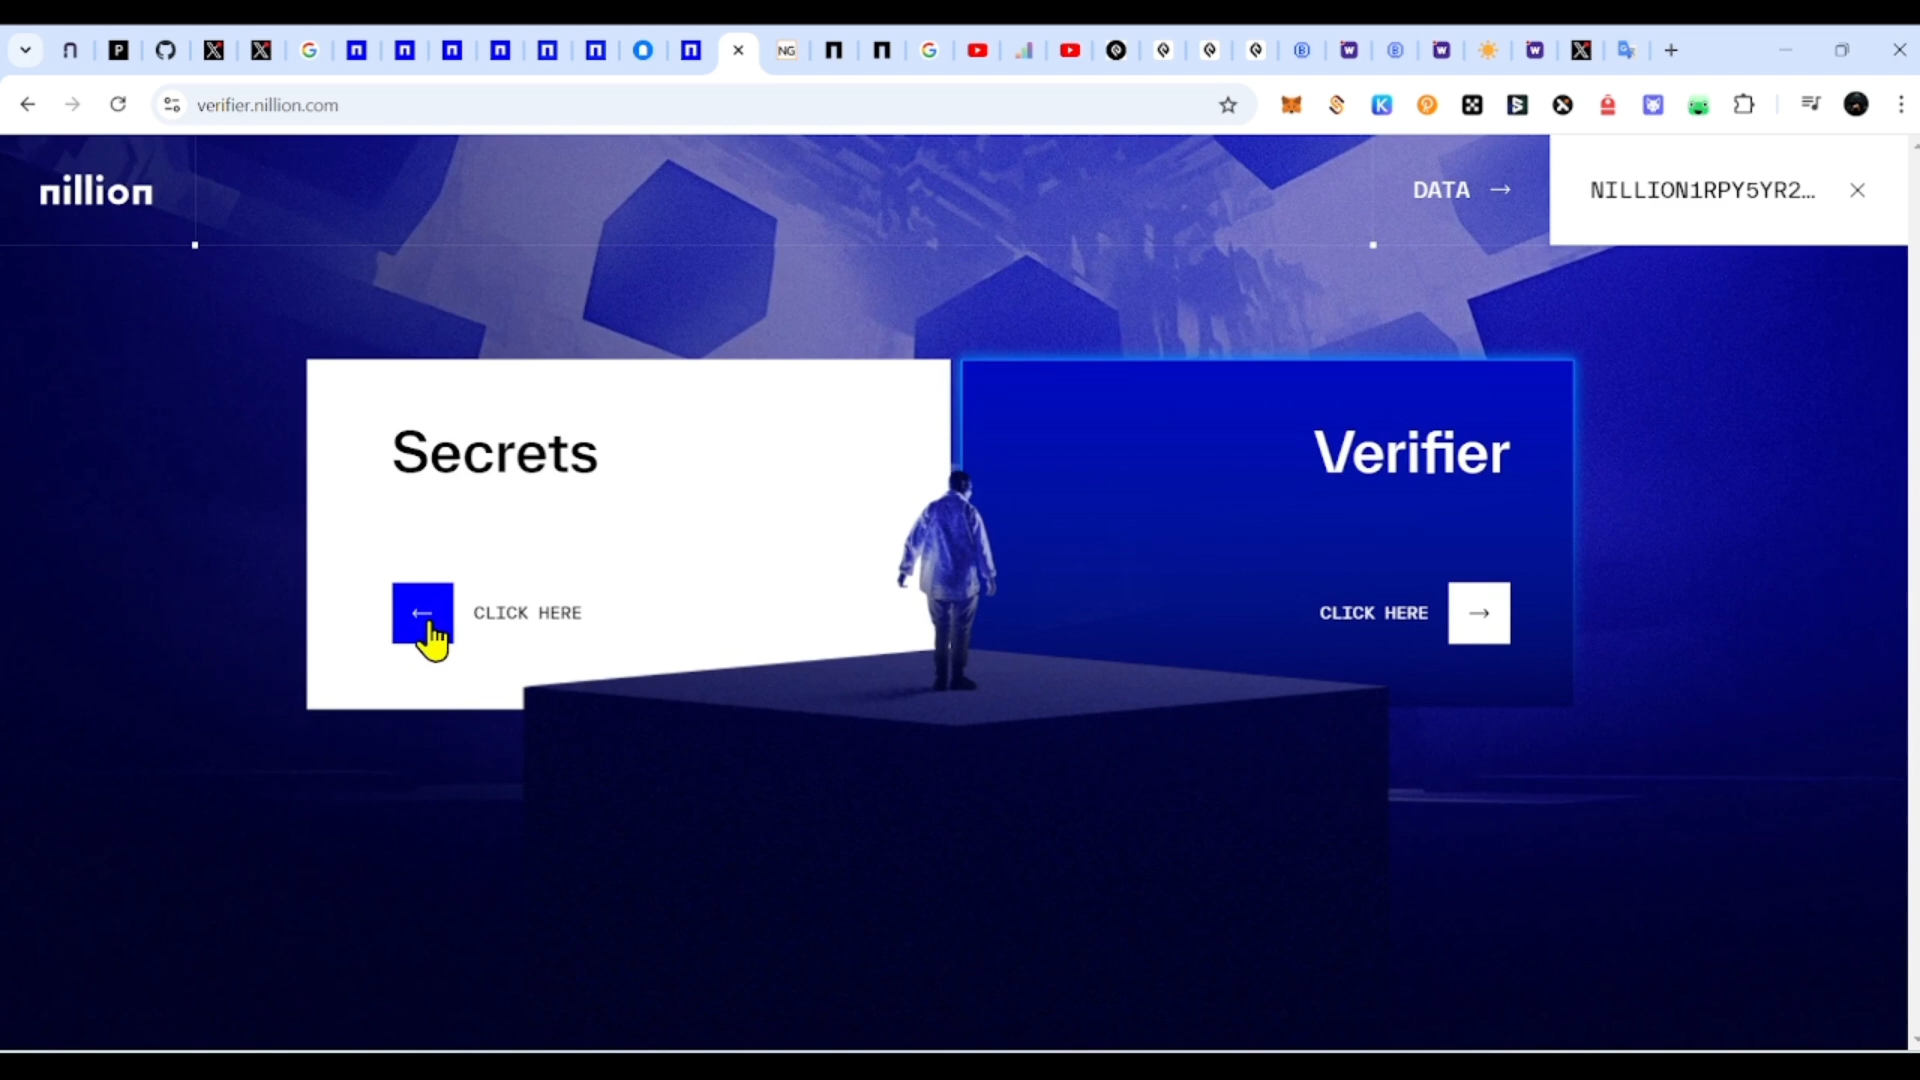 verifier.nillion.com
nillion
DATA →
NILLION1RPY5YR2…
Secrets
Verifier
← CLICK HERE
CLICK HERE →